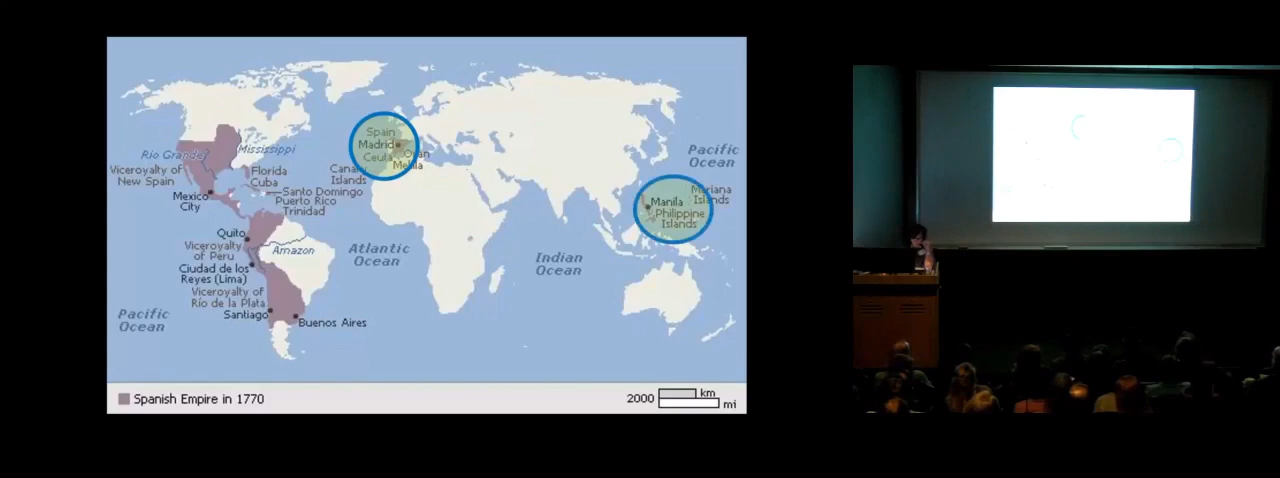 Spain
Madrid
Ceuta
Oran
Melilla
Canary
Islands
Pacific
Ocean
Rio Grande
Mississippi
Viceroyalty of
New Spain
Florida
Cuba
Santo Domingo
Puerto Rico
Trinidad
Mexico
City
Mariana
Islands
Manila
Philippine
Islands
Quito
Viceroyalty
of Peru
Amazon
Atlantic
Ocean
Indian
Ocean
Ciudad de los
Reyes (Lima)
Viceroyalty of
Río de la Plata
Santiago
Buenos Aires
Pacific
Ocean
Spanish Empire in 1770
2000 km
mi